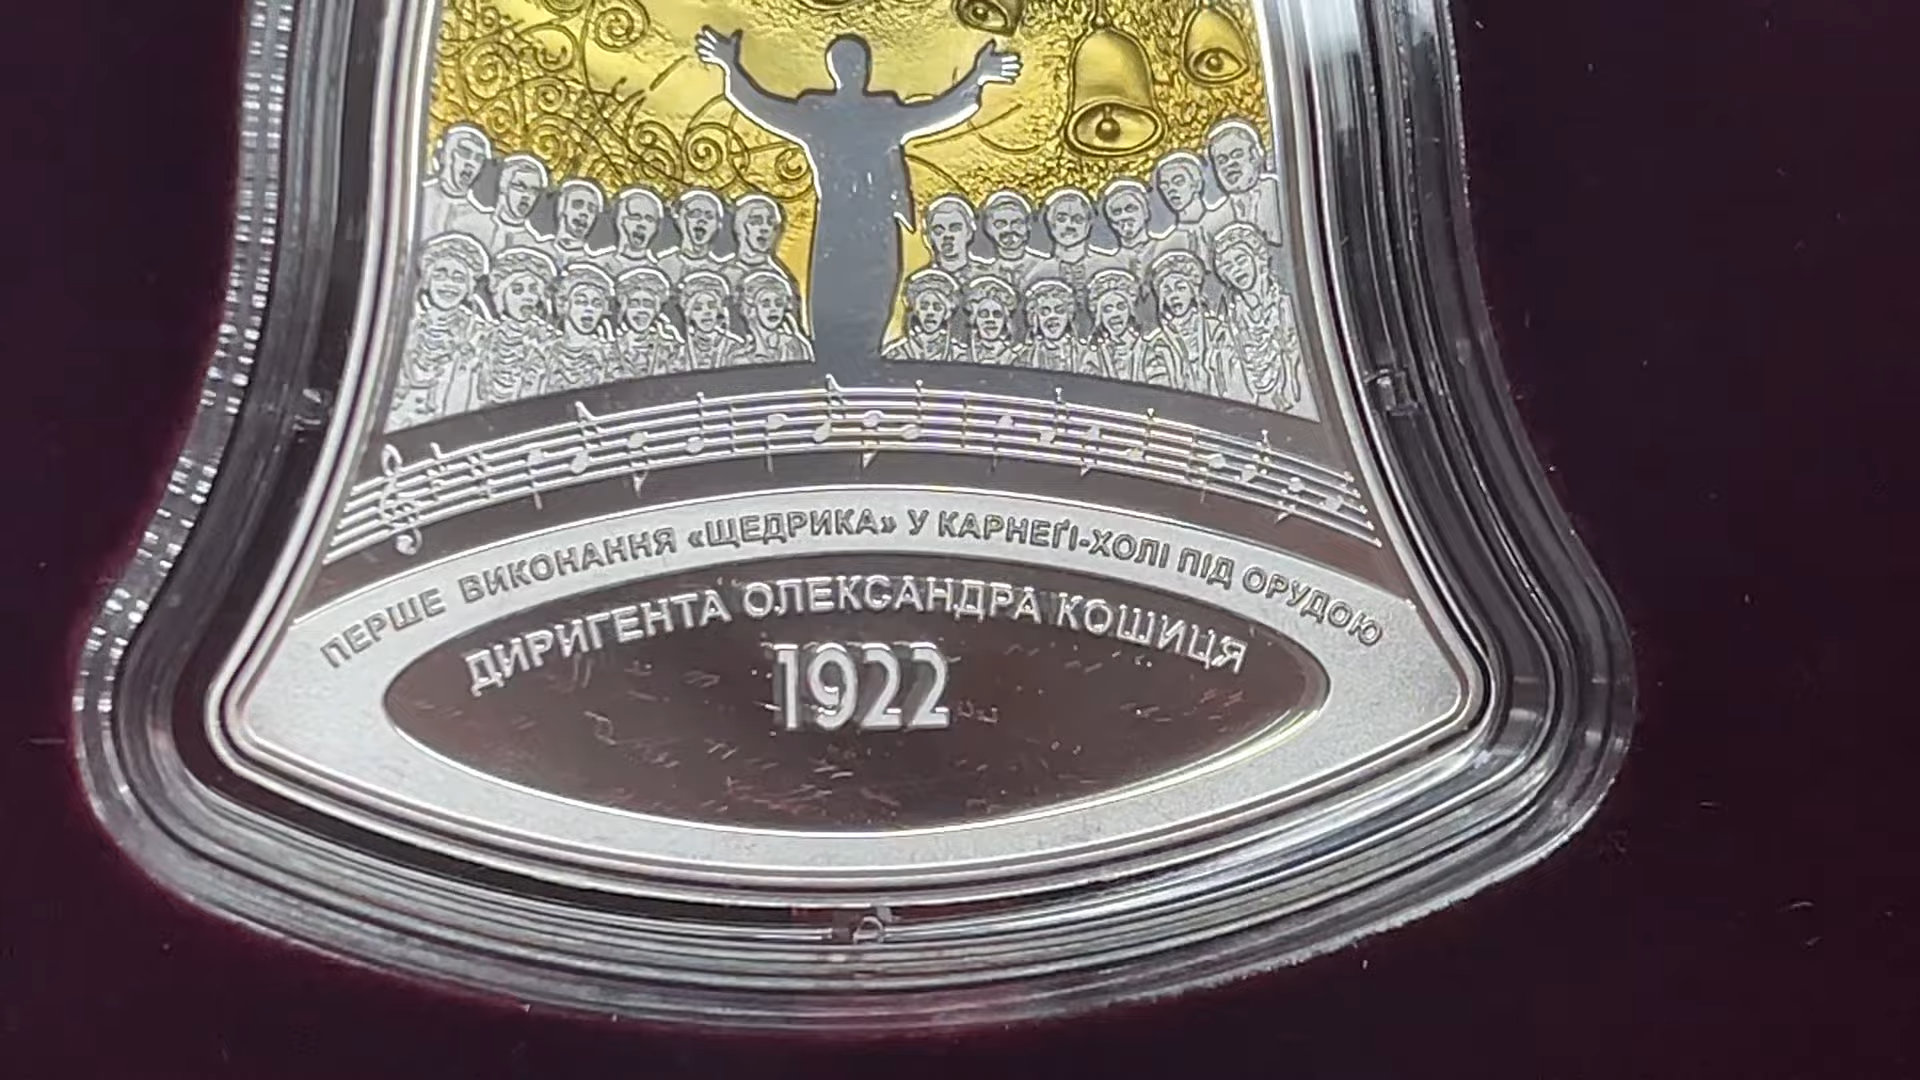 ПЕРШЕ ВИКОНАННЯ «ЩЕДРИКА» У КАРНЕҐІ-ХОЛІ ПІД ОРУДОЮ
ДИРИГЕНТА ОЛЕКСАНДРА КОШИЦЯ
1922